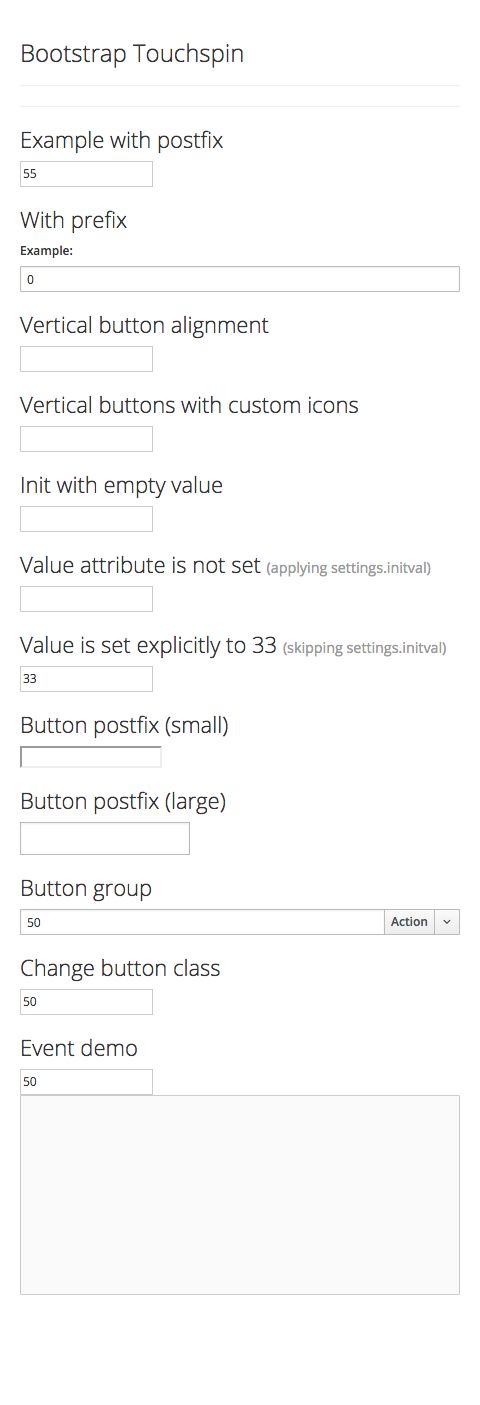 Bootstrap Touchspin
Example with postfix
55
With prefix
Example:
0
Vertical button alignment
Vertical buttons with custom icons
Init with empty value
Value attribute is not set (applying settings.initval)
Value is set explicitly to 33 (skipping settings.initval)
33
Button postfix (small)
Button postfix (large)
Button group
50 Action
Change button class
50
Event demo
50